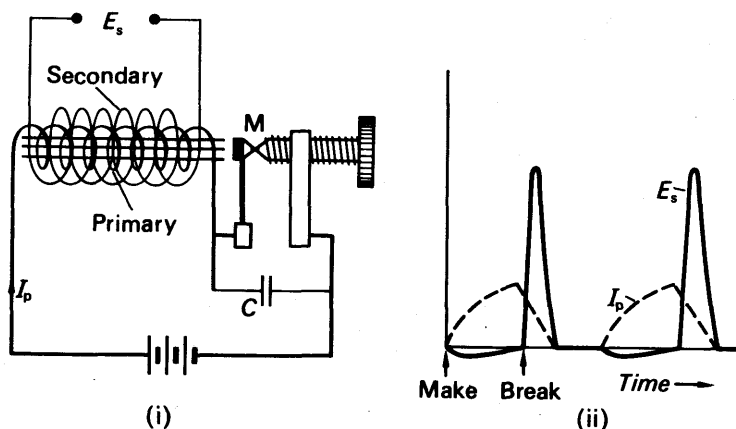 E_s
Secondary
M
Primary
I_p
C
(i)
E_s
I_p
Make
Break
Time
(ii)